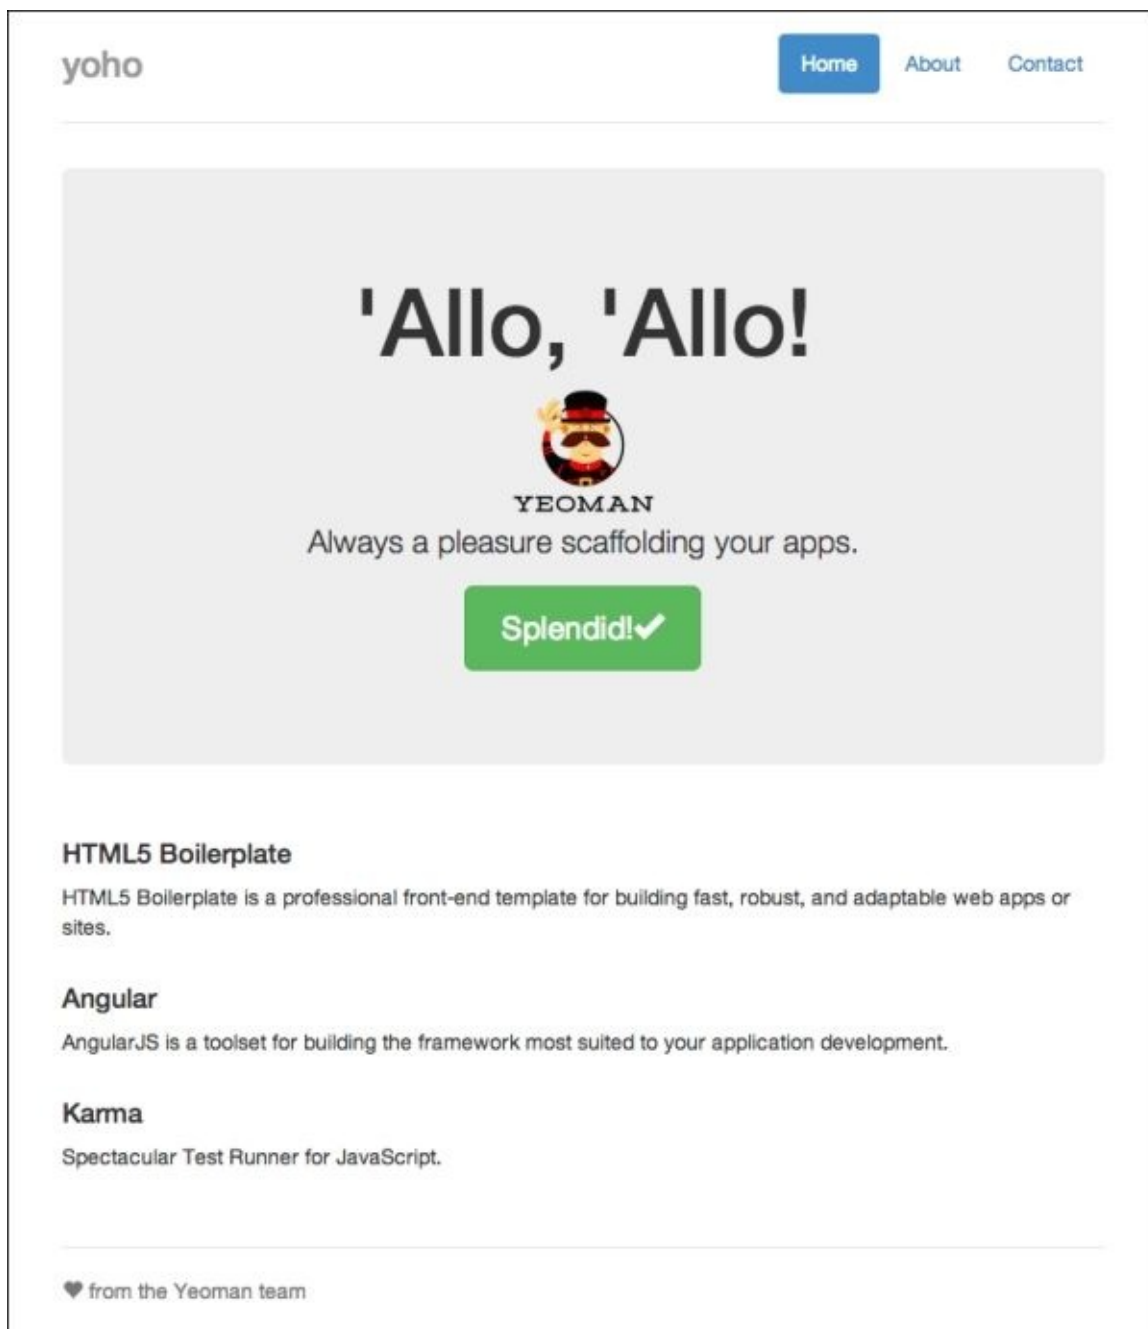 yoho
Home About Contact
'Allo, 'Allo!
YEOMAN
Always a pleasure scaffolding your apps.
Splendid!✔
HTML5 Boilerplate
HTML5 Boilerplate is a professional front-end template for building fast, robust, and adaptable web apps or
sites.
Angular
AngularJS is a toolset for building the framework most suited to your application development.
Karma
Spectacular Test Runner for JavaScript.
♥ from the Yeoman team